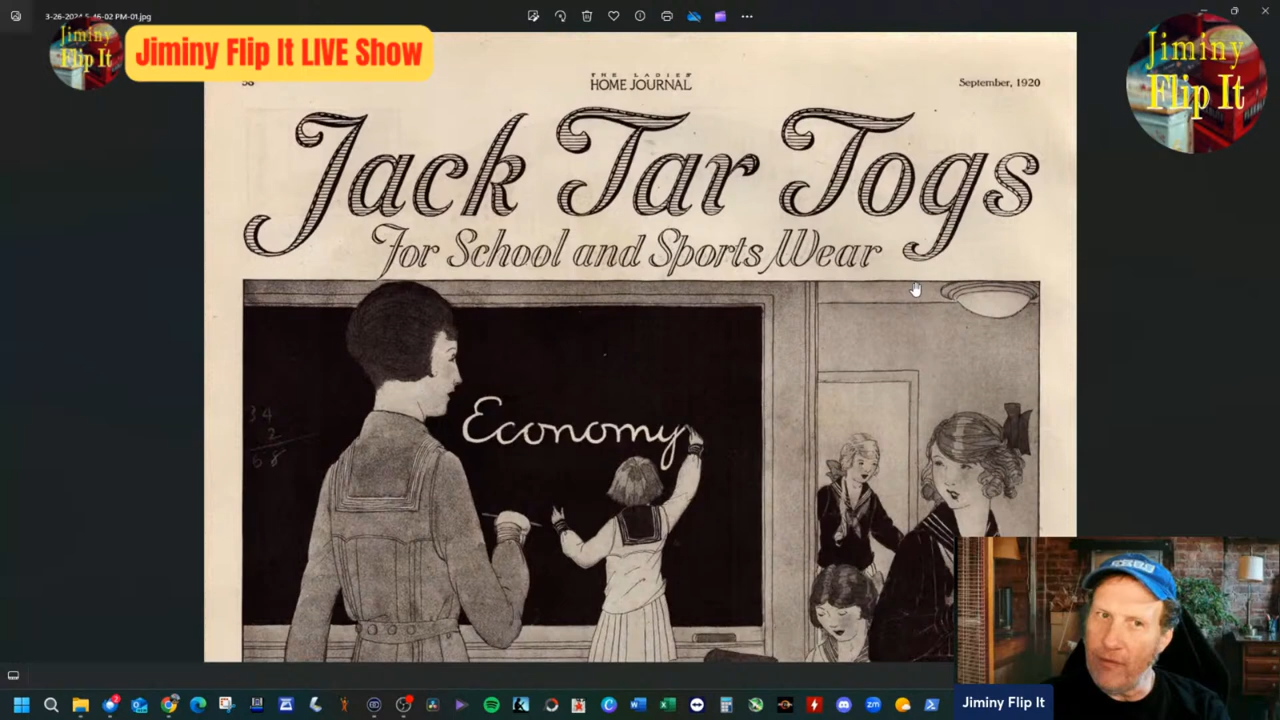 3-26-2024 5-46-02 PM-01.jpg
Jiminy
Flip It
Jiminy Flip It LIVE Show
Jiminy
Flip It
THE LADIES'
HOME JOURNAL
September, 1920
Jack Tar Togs
For School and Sports Wear
Economy
34
2
68
Jiminy Flip It